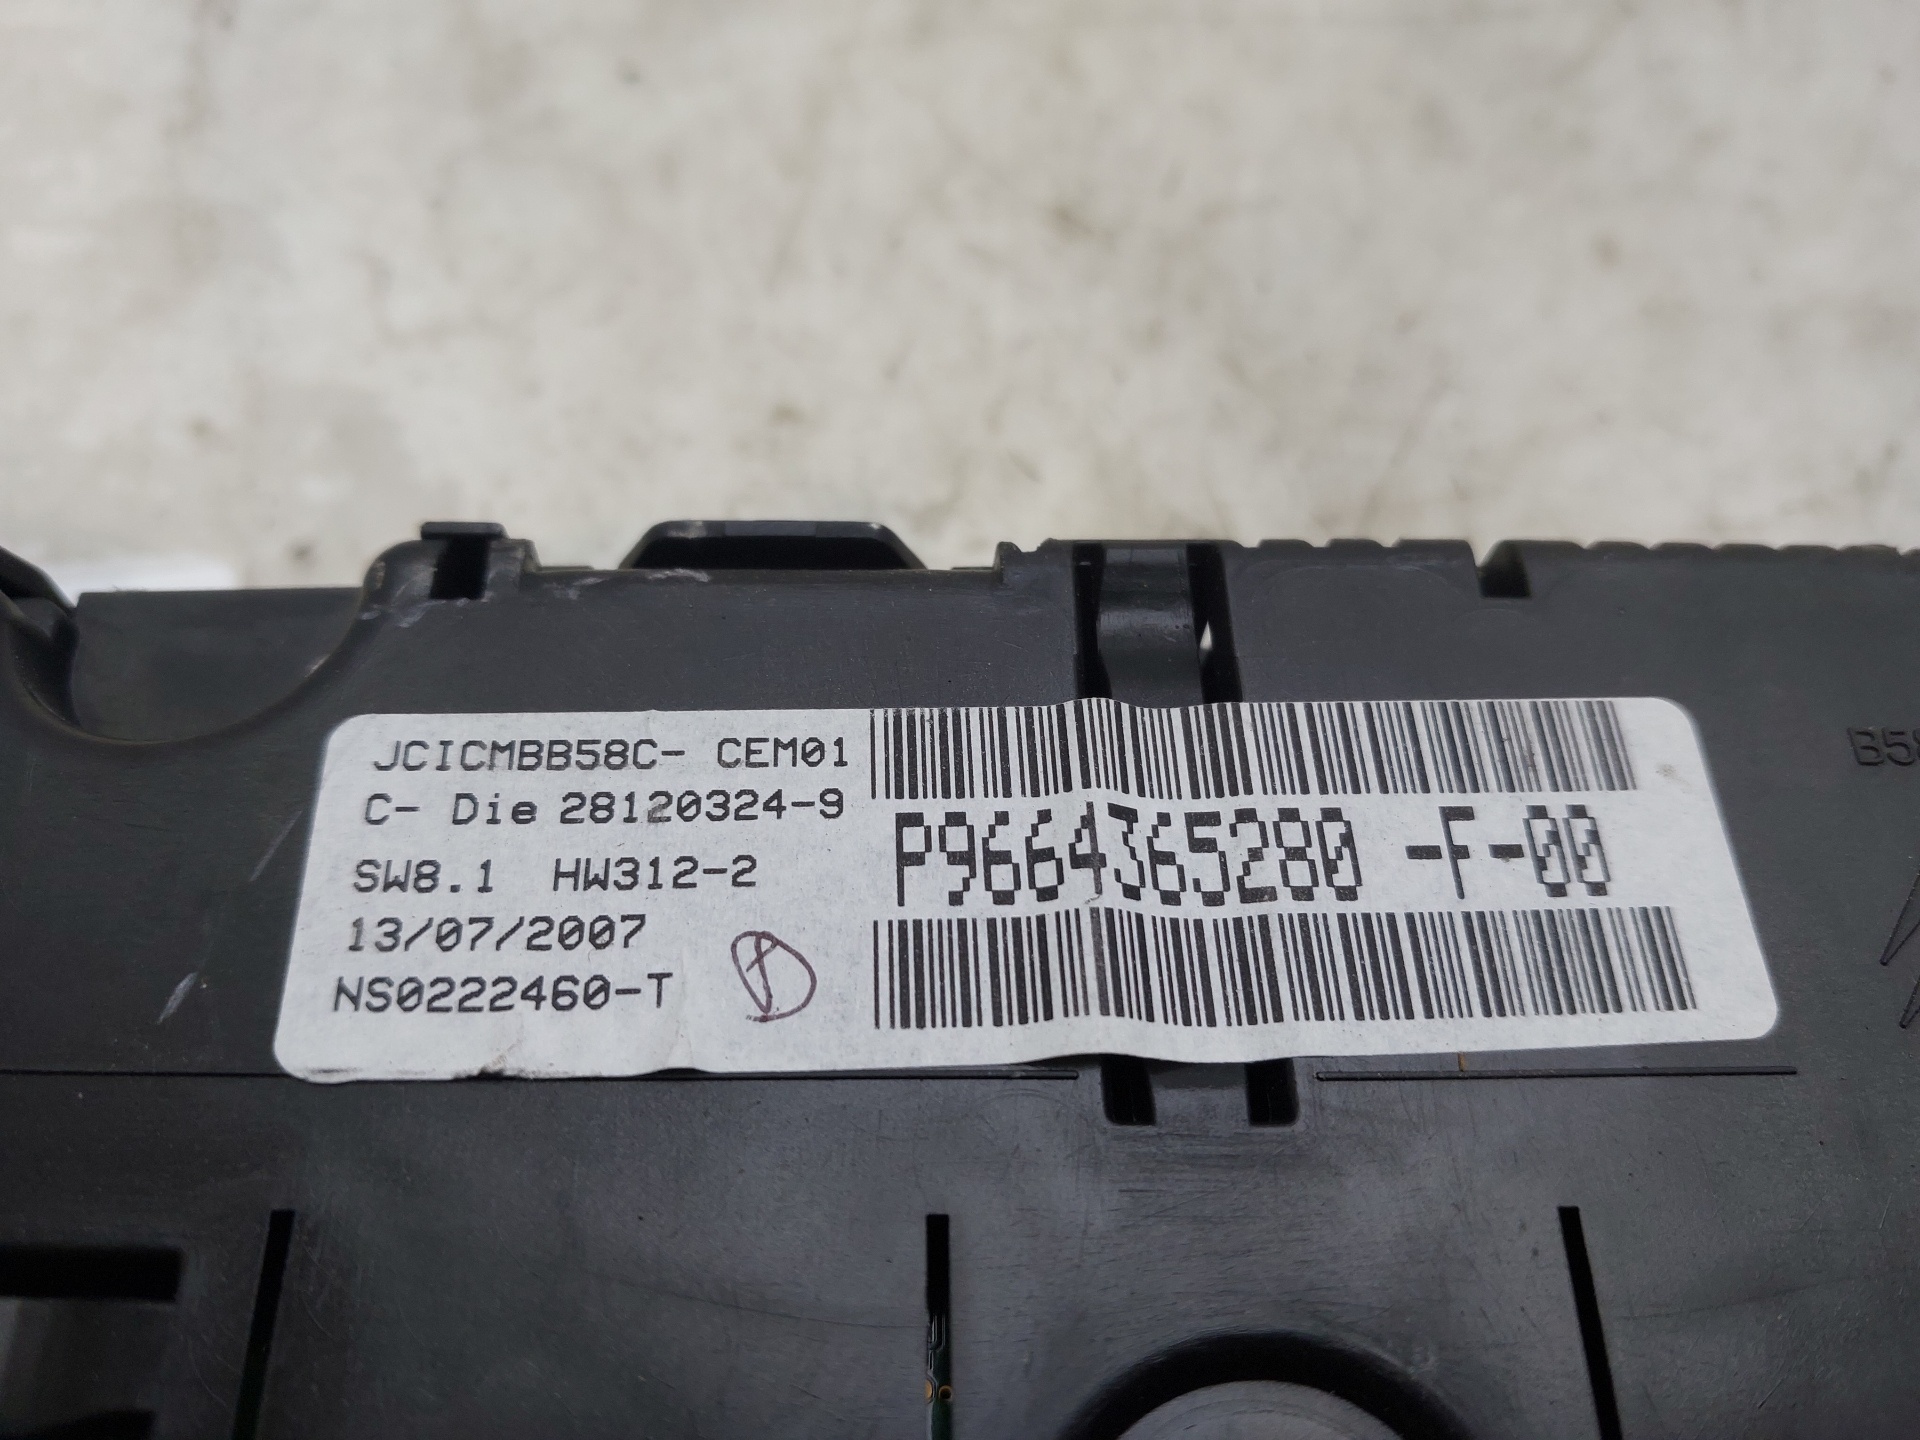 JCICMBB58C- CEM01
C- Die 28120324-9
SW8.1 HW312-2
13/07/2007
NS0222460-T
P9664365280 -F-00